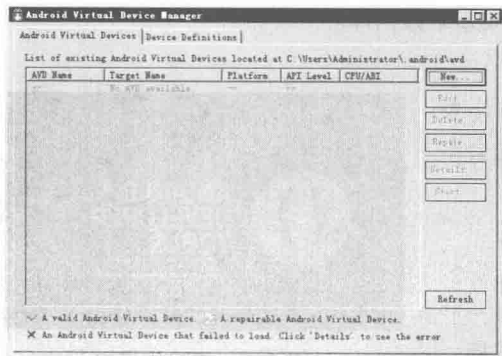 Android Virtual Device Manager
Android Virtual Devices Device Definitions
List of existing Android Virtual Devices located at C:\Users\Administrator\.android\avd
AVD Name Target Name Platform API Level CPU/ABI
-- No AVD available -- --
New...
Edit...
Delete...
Repair...
Details...
Start...
Refresh
A valid Android Virtual Device. A repairable Android Virtual Device.
An Android Virtual Device that failed to load. Click 'Details' to see the error